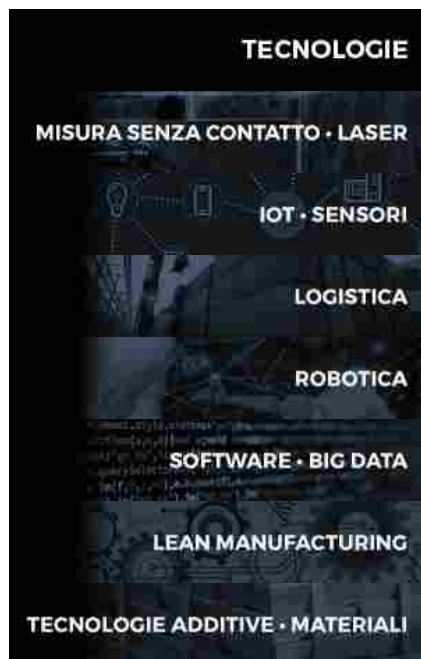 TECNOLOGIE
MISURA SENZA CONTATTO • LASER
IOT • SENSORI
LOGISTICA
ROBOTICA
SOFTWARE • BIG DATA
LEAN MANUFACTURING
TECNOLOGIE ADDITIVE • MATERIALI